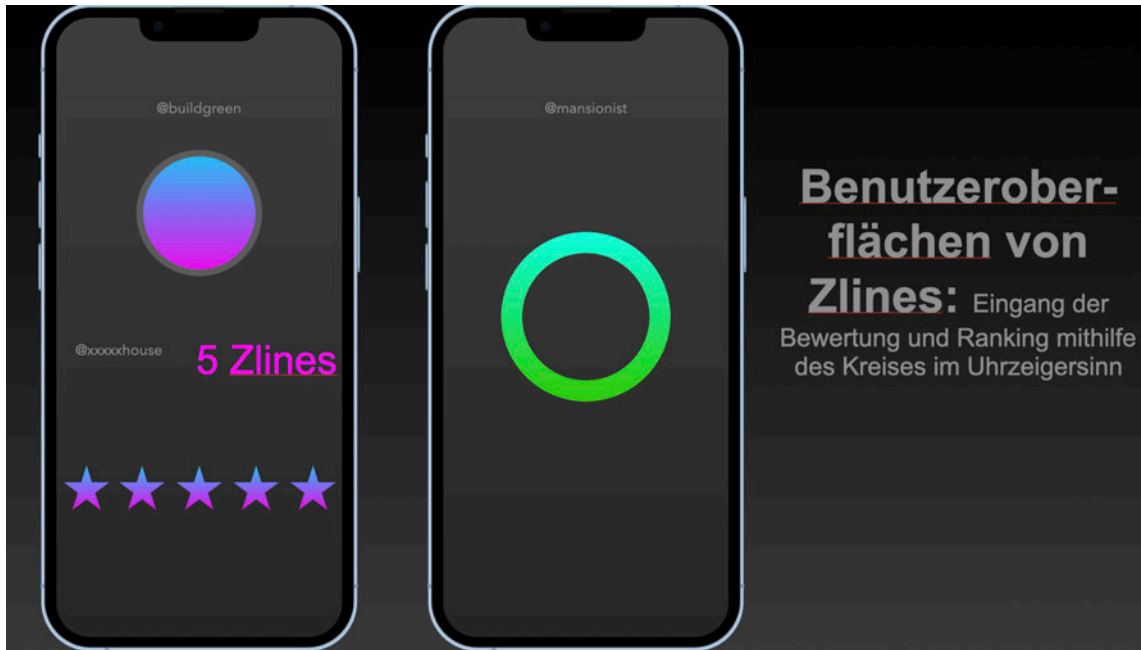 @buildgreen
@xxxxxhouse
5 Zlines
@mansionist
Benutzerober-
flächen von
Zlines: Eingang der
Bewertung und Ranking mithilfe
des Kreises im Uhrzeigersinn